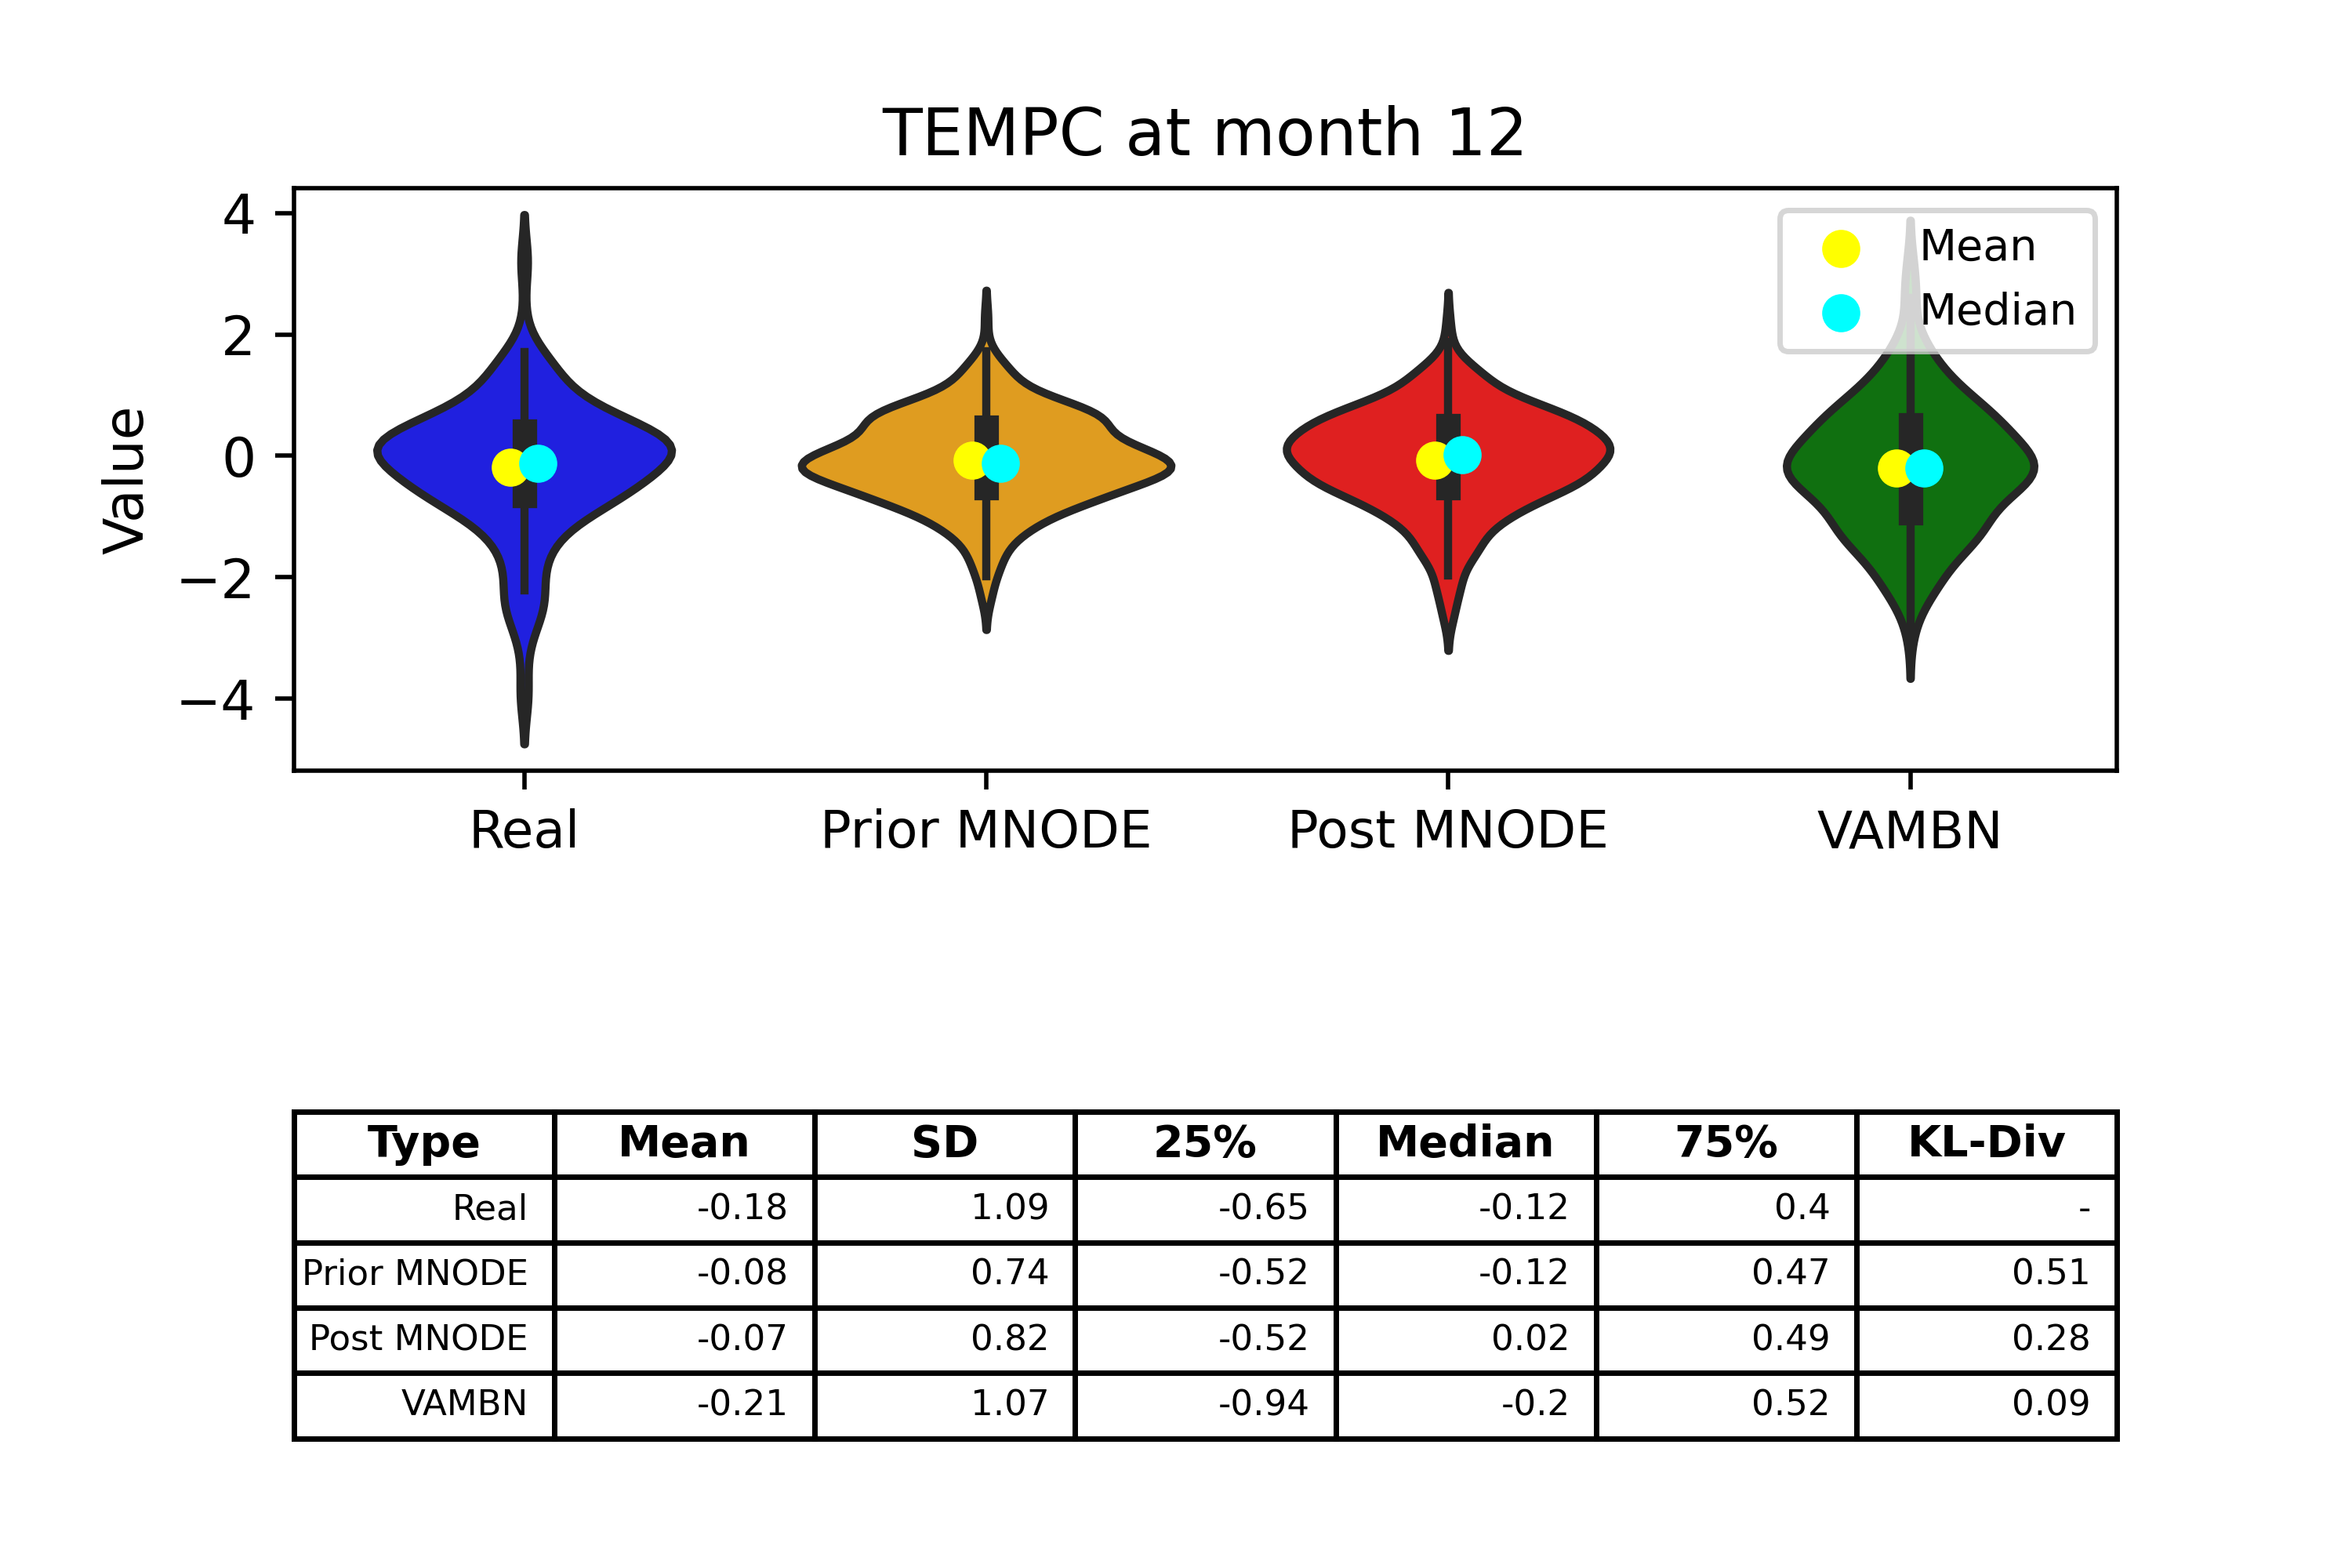 TEMPC at month 12
Mean
Median
Value
4
2
0
−2
−4
Real Prior MNODE Post MNODE VAMBN
Type Mean SD 25% Median 75% KL-Div
Real -0.18 1.09 -0.65 -0.12 0.4 -
Prior MNODE -0.08 0.74 -0.52 -0.12 0.47 0.51
Post MNODE -0.07 0.82 -0.52 0.02 0.49 0.28
VAMBN -0.21 1.07 -0.94 -0.2 0.52 0.09